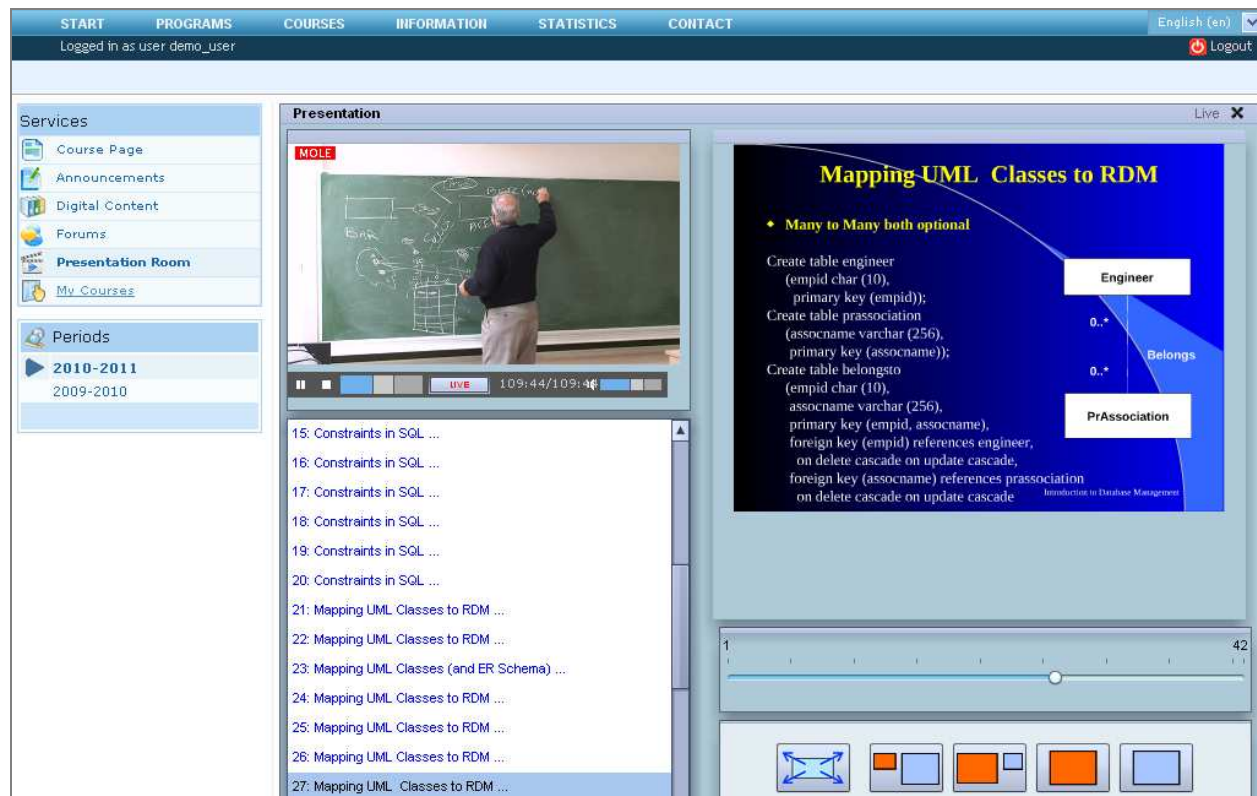 START PROGRAMS COURSES INFORMATION STATISTICS CONTACT English (en)
Logged in as user demo_user Logout
Services
Course Page
Announcements
Digital Content
Forums
Presentation Room
My Courses
Periods
2010-2011
2009-2010
Presentation Live
MOLE
BAR
LIVE 109:44/109:44
15: Constraints in SQL ...
16: Constraints in SQL ...
17: Constraints in SQL ...
18: Constraints in SQL ...
19: Constraints in SQL ...
20: Constraints in SQL ...
21: Mapping UML Classes to RDM ...
22: Mapping UML Classes to RDM ...
23: Mapping UML Classes (and ER Schema) ...
24: Mapping UML Classes to RDM ...
25: Mapping UML Classes to RDM ...
26: Mapping UML Classes to RDM ...
27: Mapping UML Classes to RDM ...
Mapping UML Classes to RDM
Many to Many both optional
Create table engineer
(empid char (10),
primary key (empid));
Create table prassociation
(assocname varchar (256),
primary key (assocname));
Create table belongsto
(empid char (10),
assocname varchar (256),
primary key (empid, assocname),
foreign key (empid) references engineer,
on delete cascade on update cascade,
foreign key (assocname) references prassociation
on delete cascade on update cascade
Engineer
0..*
Belongs
0..*
PrAssociation
Introduction to Database Management
1 42